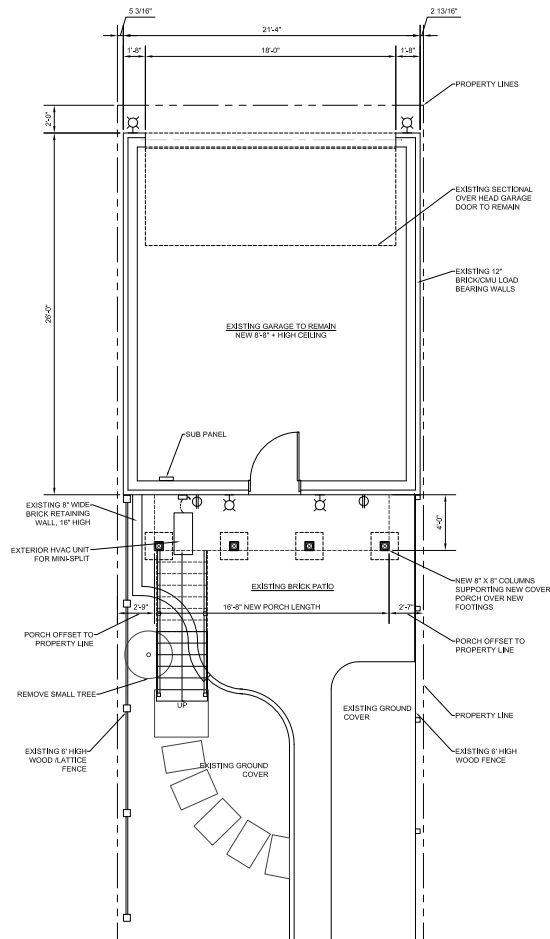 5 3/16"
2 13/16"
21'-4"
1'-8"
18'-0"
1'-8"
PROPERTY LINES
2'-0"
EXISTING SECTIONAL
OVER HEAD GARAGE
DOOR TO REMAIN
EXISTING 12"
BRICK/CMU LOAD
BEARING WALLS
26'-0"
EXISTING GARAGE TO REMAIN
NEW 8'-8" + HIGH CEILING
SUB PANEL
EXISTING 8" WIDE
BRICK RETAINING
WALL, 16" HIGH
4'-0"
EXTERIOR HVAC UNIT
FOR MINI-SPLIT
EXISTING BRICK PATIO
NEW 8" X 8" COLUMNS
SUPPORTING NEW COVER
PORCH OVER NEW
FOOTINGS
2'-9"
16'-8" NEW PORCH LENGTH
2'-7"
PORCH OFFSET TO
PROPERTY LINE
PORCH OFFSET TO
PROPERTY LINE
REMOVE SMALL TREE
UP
EXISTING GROUND
COVER
PROPERTY LINE
EXISTING 6' HIGH
WOOD /LATTICE
FENCE
EXISTING GROUND
COVER
EXISTING 6' HIGH
WOOD FENCE